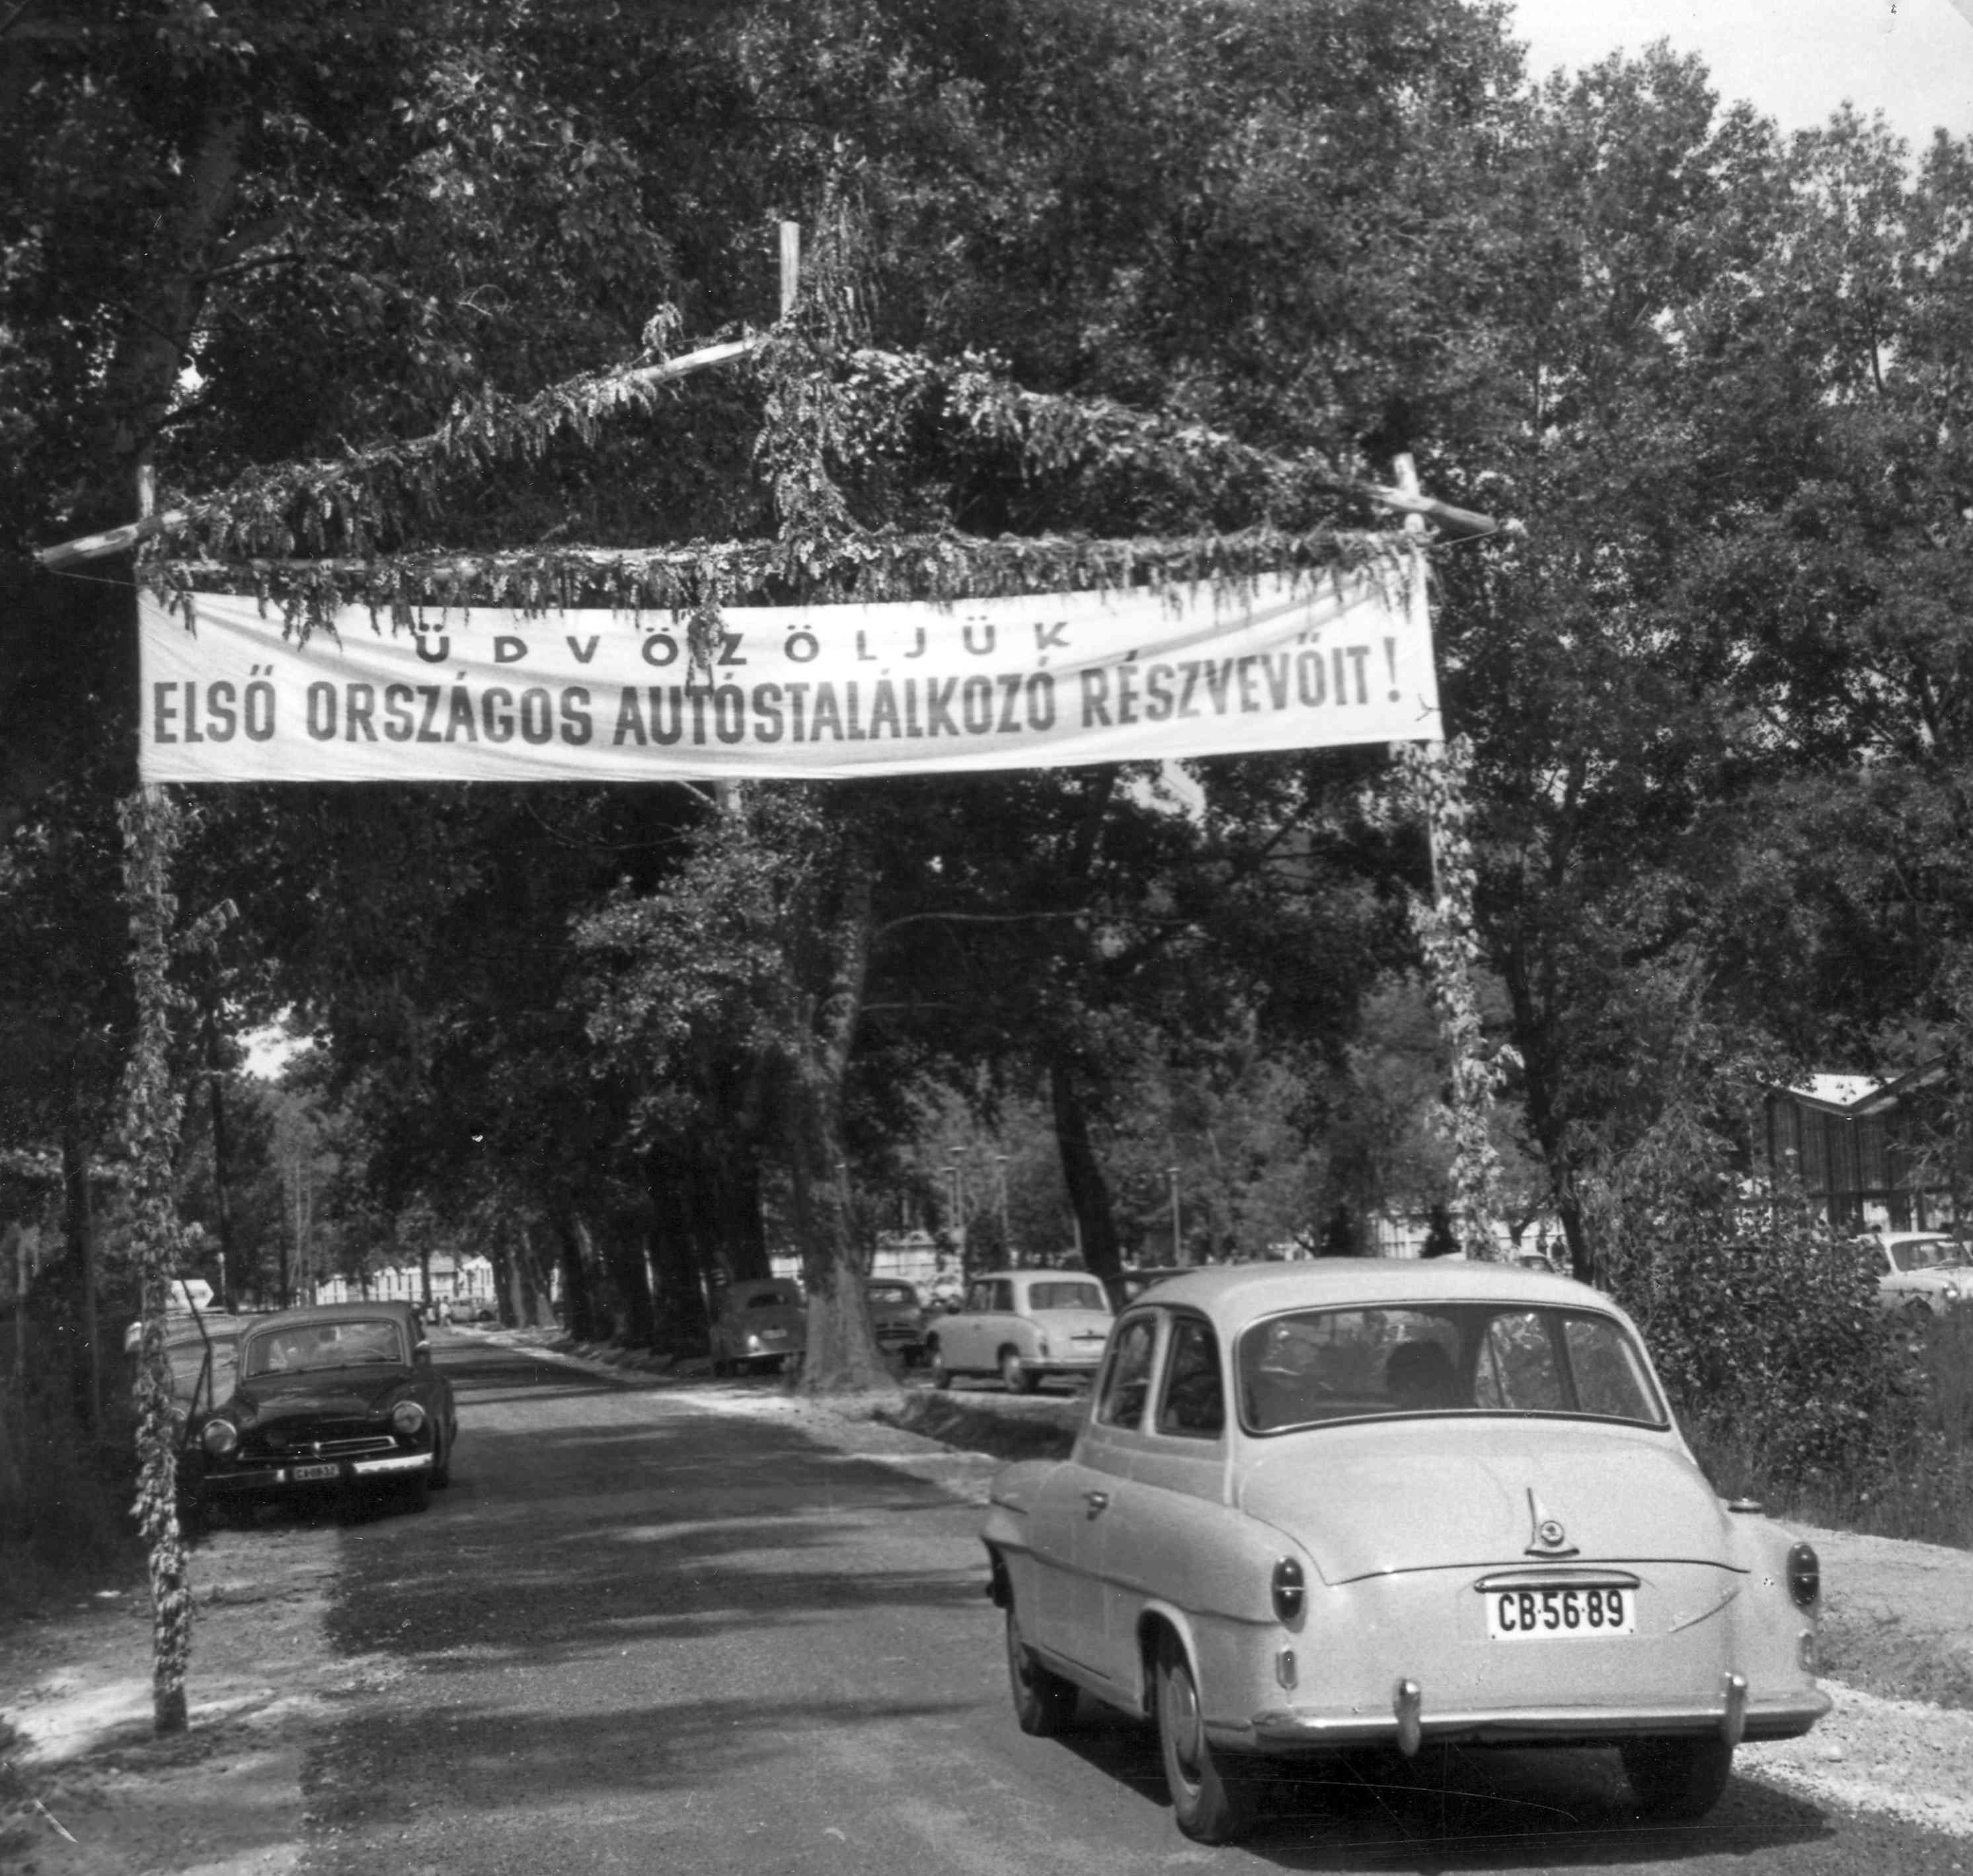 ÜDVÖZÖLJÜK
ELSŐ ORSZÁGOS AUTÓSTALÁLKOZÓ RÉSZVEVŐIT!
CB·56·89